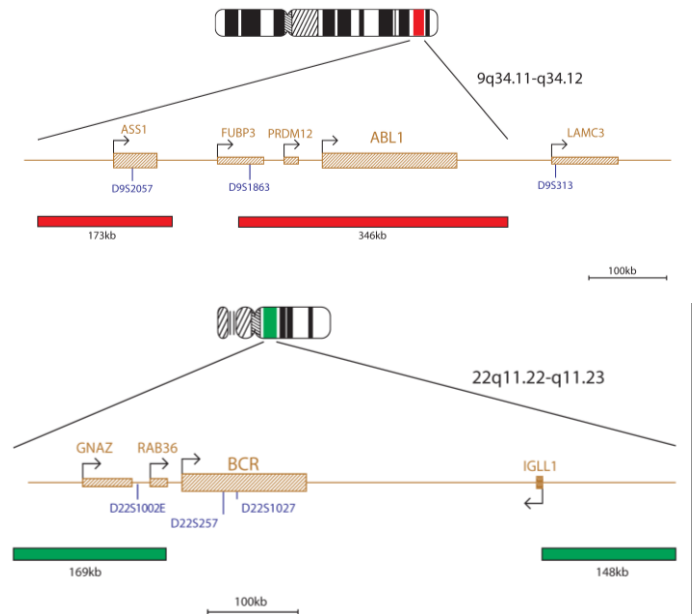 9q34.11-q34.12
ASS1 FUBP3 PRDM12 ABL1 LAMC3
D9S2057 D9S1863 D9S313
173kb 346kb
100kb
22q11.22-q11.23
GNAZ RAB36 BCR IGLL1
D22S1002E D22S1027
D22S257
169kb 148kb
100kb